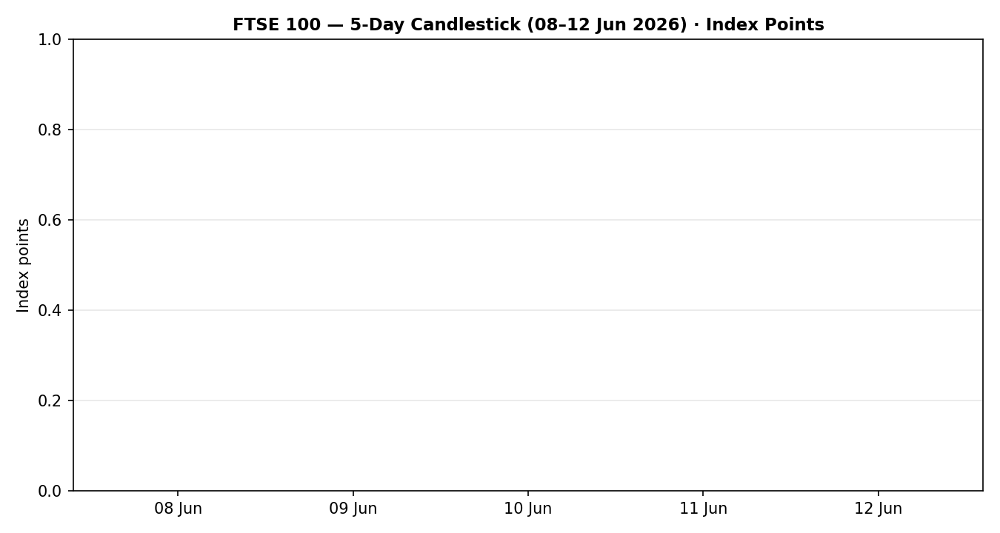 FTSE 100 — 5-Day Candlestick (08–12 Jun 2026) · Index Points
1.0
0.8
0.6
0.4
0.2
0.0
Index points
08 Jun 09 Jun 10 Jun 11 Jun 12 Jun